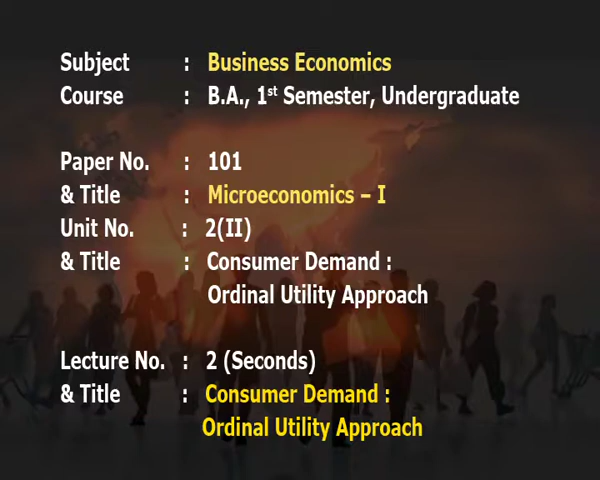 Subject : Business Economics
Course : B.A., 1st Semester, Undergraduate
Paper No. : 101
& Title : Microeconomics – I
Unit No. : 2(II)
& Title : Consumer Demand :
Ordinal Utility Approach
Lecture No. : 2 (Seconds)
& Title : Consumer Demand :
Ordinal Utility Approach